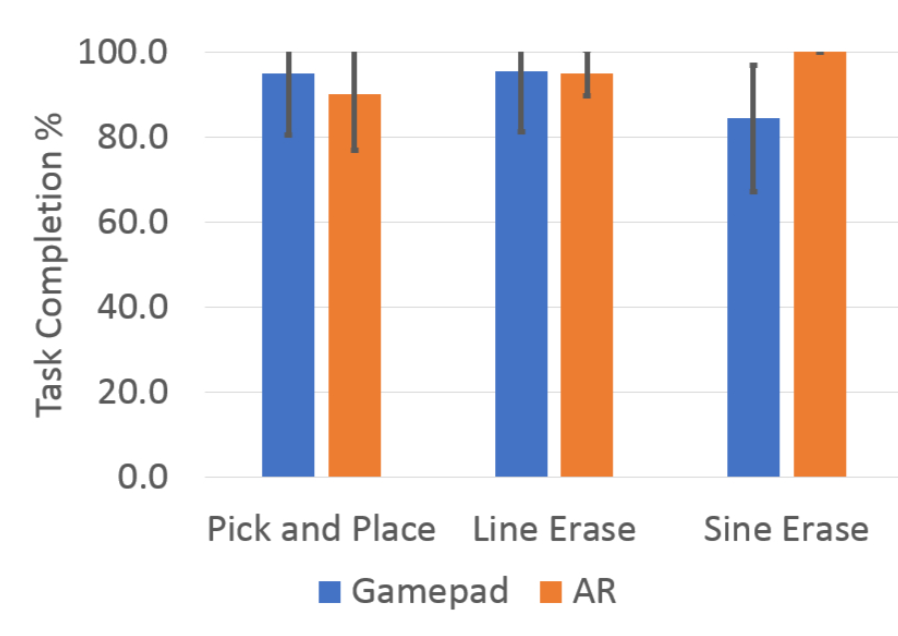 Task Completion %
100.0
80.0
60.0
40.0
20.0
0.0
Pick and Place Line Erase Sine Erase
Gamepad AR